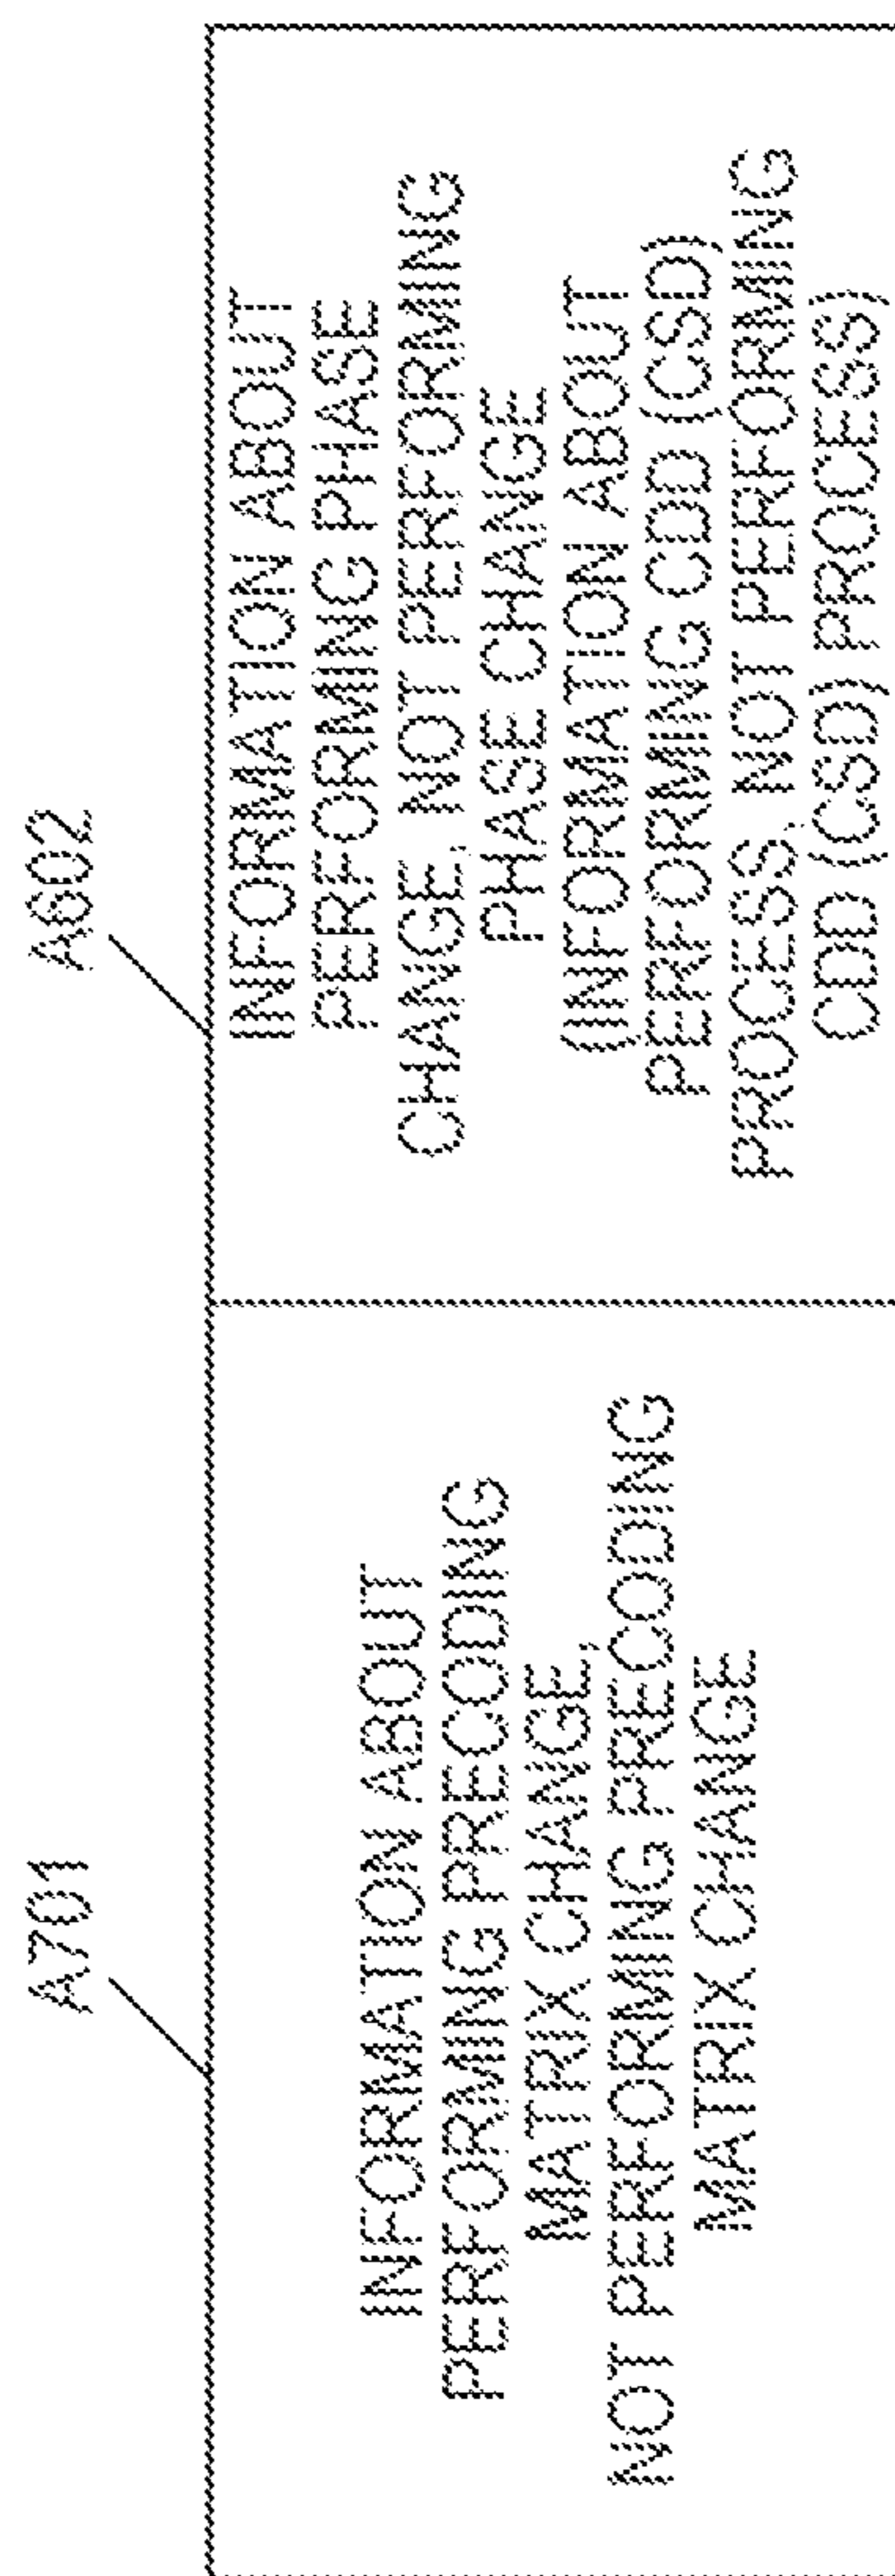 A701
INFORMATION ABOUT
PERFORMING PRECODING
MATRIX CHANGE,
NOT PERFORMING PRECODING
MATRIX CHANGE
A602
INFORMATION ABOUT
PERFORMING PHASE
CHANGE, NOT PERFORMING
PHASE CHANGE
(INFORMATION ABOUT
PERFORMING CDD (CSD)
PROCESS, NOT PERFORMING
CDD (CSD) PROCESS)